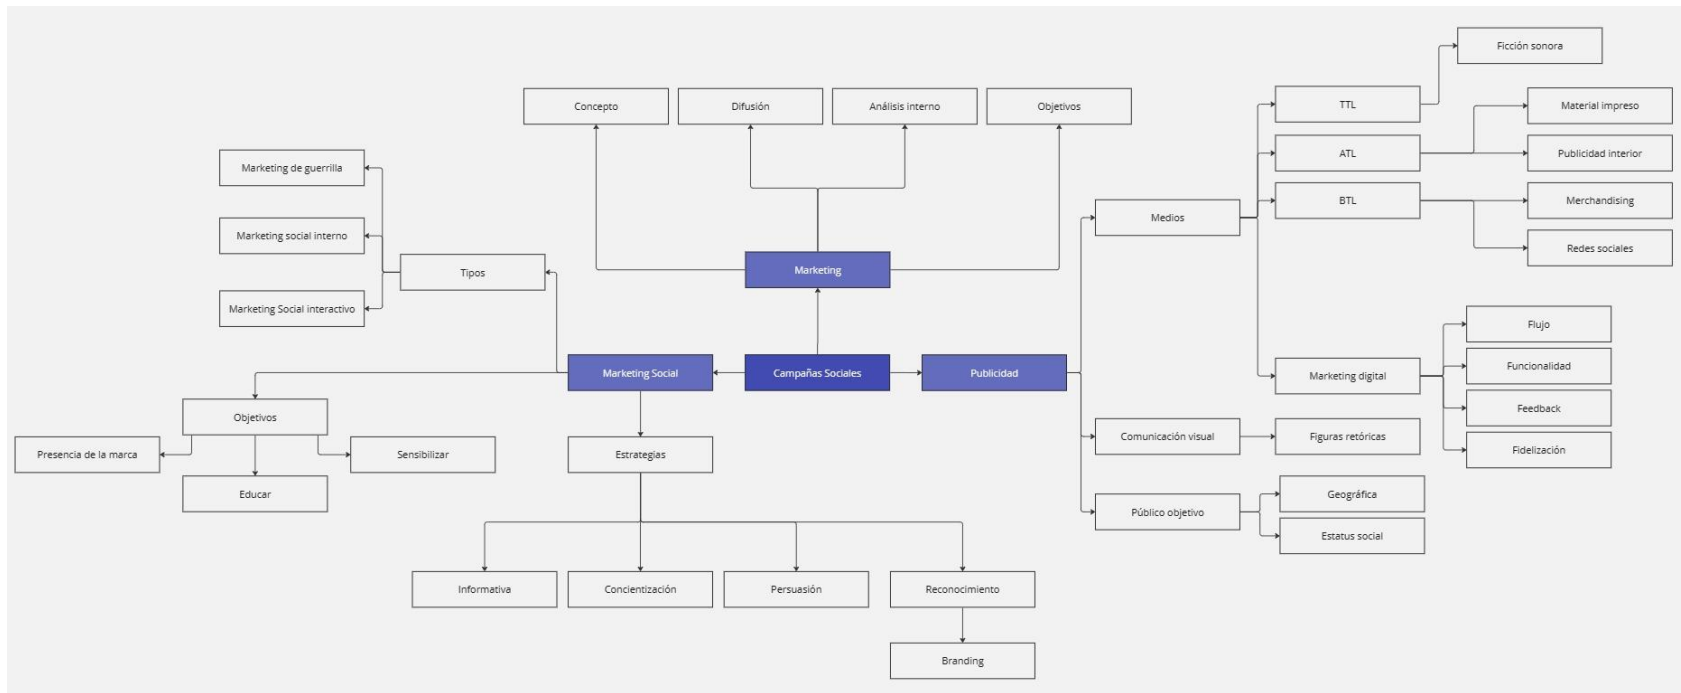 Ficción sonora
Concepto
Difusión
Análisis interno
Objetivos
TTL
Material impreso
Marketing de guerrilla
ATL
Publicidad interior
BTL
Merchandising
Medios
Marketing social interno
Redes sociales
Tipos
Marketing
Marketing Social interactivo
Flujo
Marketing Social
Campañas Sociales
Publicidad
Marketing digital
Funcionalidad
Objetivos
Feedback
Presencia de la marca
Sensibilizar
Estrategias
Comunicación visual
Figuras retóricas
Fidelización
Educar
Geográfica
Público objetivo
Estatus social
Informativa
Concientización
Persuasión
Reconocimiento
Branding